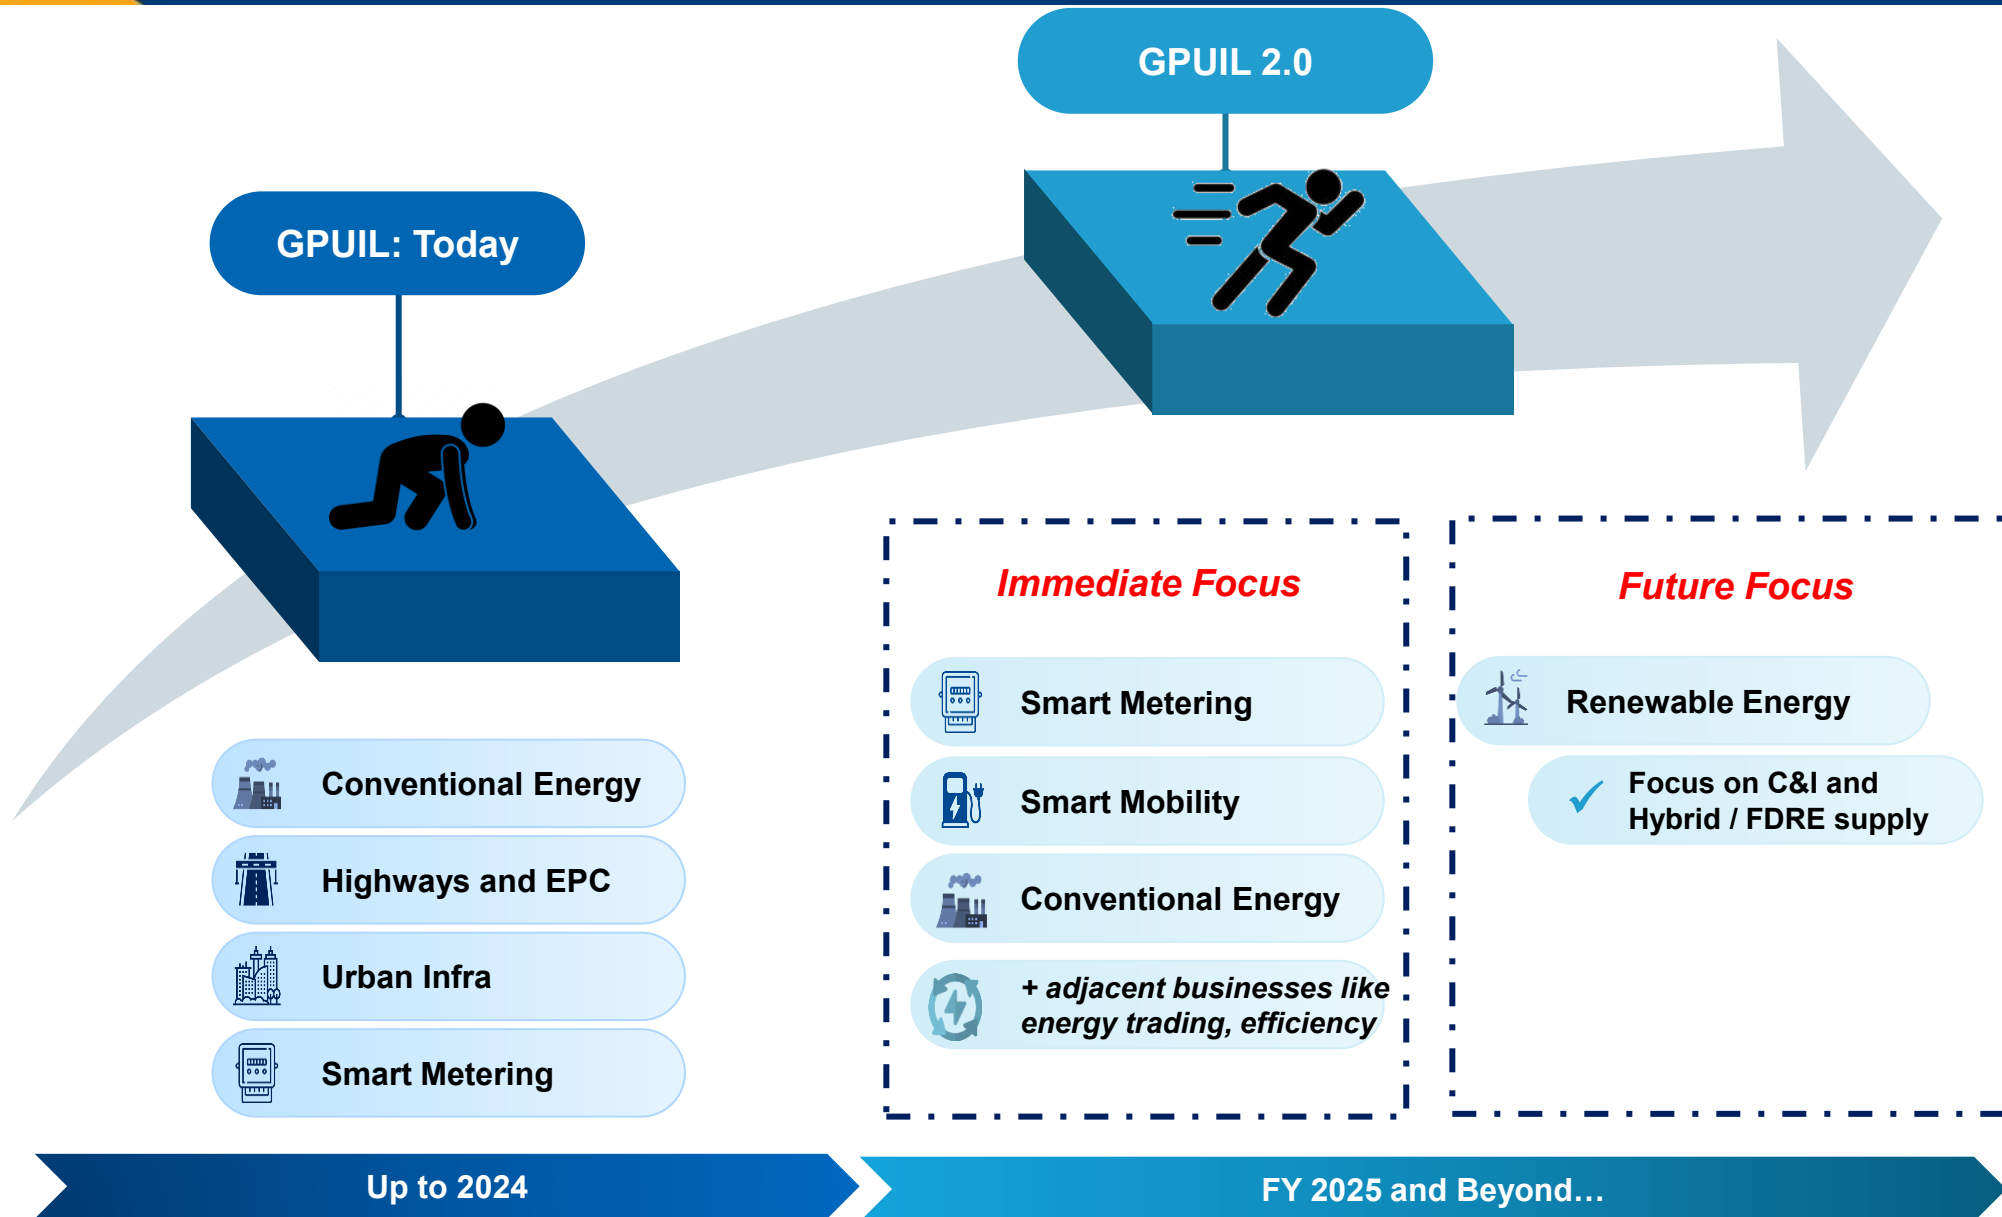 GPUIL 2.0
GPUIL: Today
Conventional Energy
Highways and EPC
Urban Infra
Smart Metering
Immediate Focus
Smart Metering
Smart Mobility
Conventional Energy
+ adjacent businesses like
energy trading, efficiency
Future Focus
Renewable Energy
Focus on C&I and
Hybrid / FDRE supply
Up to 2024
FY 2025 and Beyond…